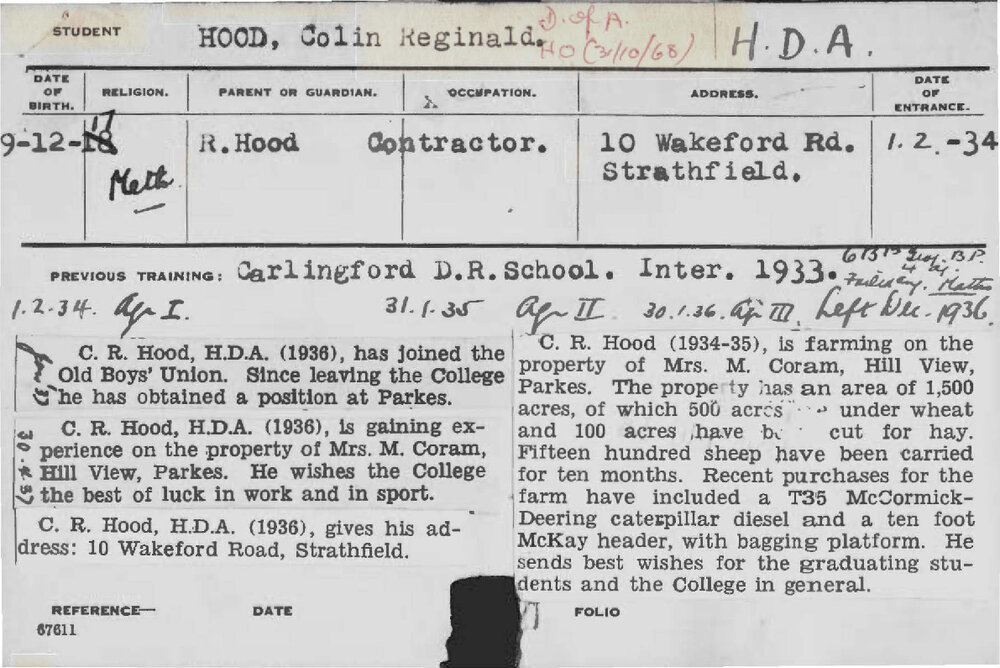 STUDENT HOOD, Colin Reginald. D. of A. H.D.A.
HO (31/10/68)
DATE OF BIRTH. RELIGION. PARENT OR GUARDIAN. OCCUPATION. ADDRESS. DATE OF ENTRANCE.
X
17
9-12-18 R.Hood Contractor. 10 Wakeford Rd. 1.2.-34
Meth. Strathfield.
PREVIOUS TRAINING: Carlingford D.R.School. Inter. 1933.
1.2.34. Agr I. 31.1.35 Agr II 30.1.36. Agr III. Left Dec. 1936.
C. R. Hood, H.D.A. (1936), has joined the
Old Boys' Union. Since leaving the College
he has obtained a position at Parkes.
C. R. Hood, H.D.A. (1936), is gaining ex-
perience on the property of Mrs. M. Coram,
Hill View, Parkes. He wishes the College
the best of luck in work and in sport.
C. R. Hood, H.D.A. (1936), gives his ad-
dress: 10 Wakeford Road, Strathfield.
C. R. Hood (1934-35), is farming on the
property of Mrs. M. Coram, Hill View,
Parkes. The property has an area of 1,500
acres, of which 500 acres under wheat
and 100 acres have cut for hay.
Fifteen hundred sheep have been carried
for ten months. Recent purchases for the
farm have included a T35 McCormick-
Deering caterpillar diesel and a ten foot
McKay header, with bagging platform. He
sends best wishes for the graduating stu-
dents and the College in general.
REFERENCE— DATE FOLIO
67611